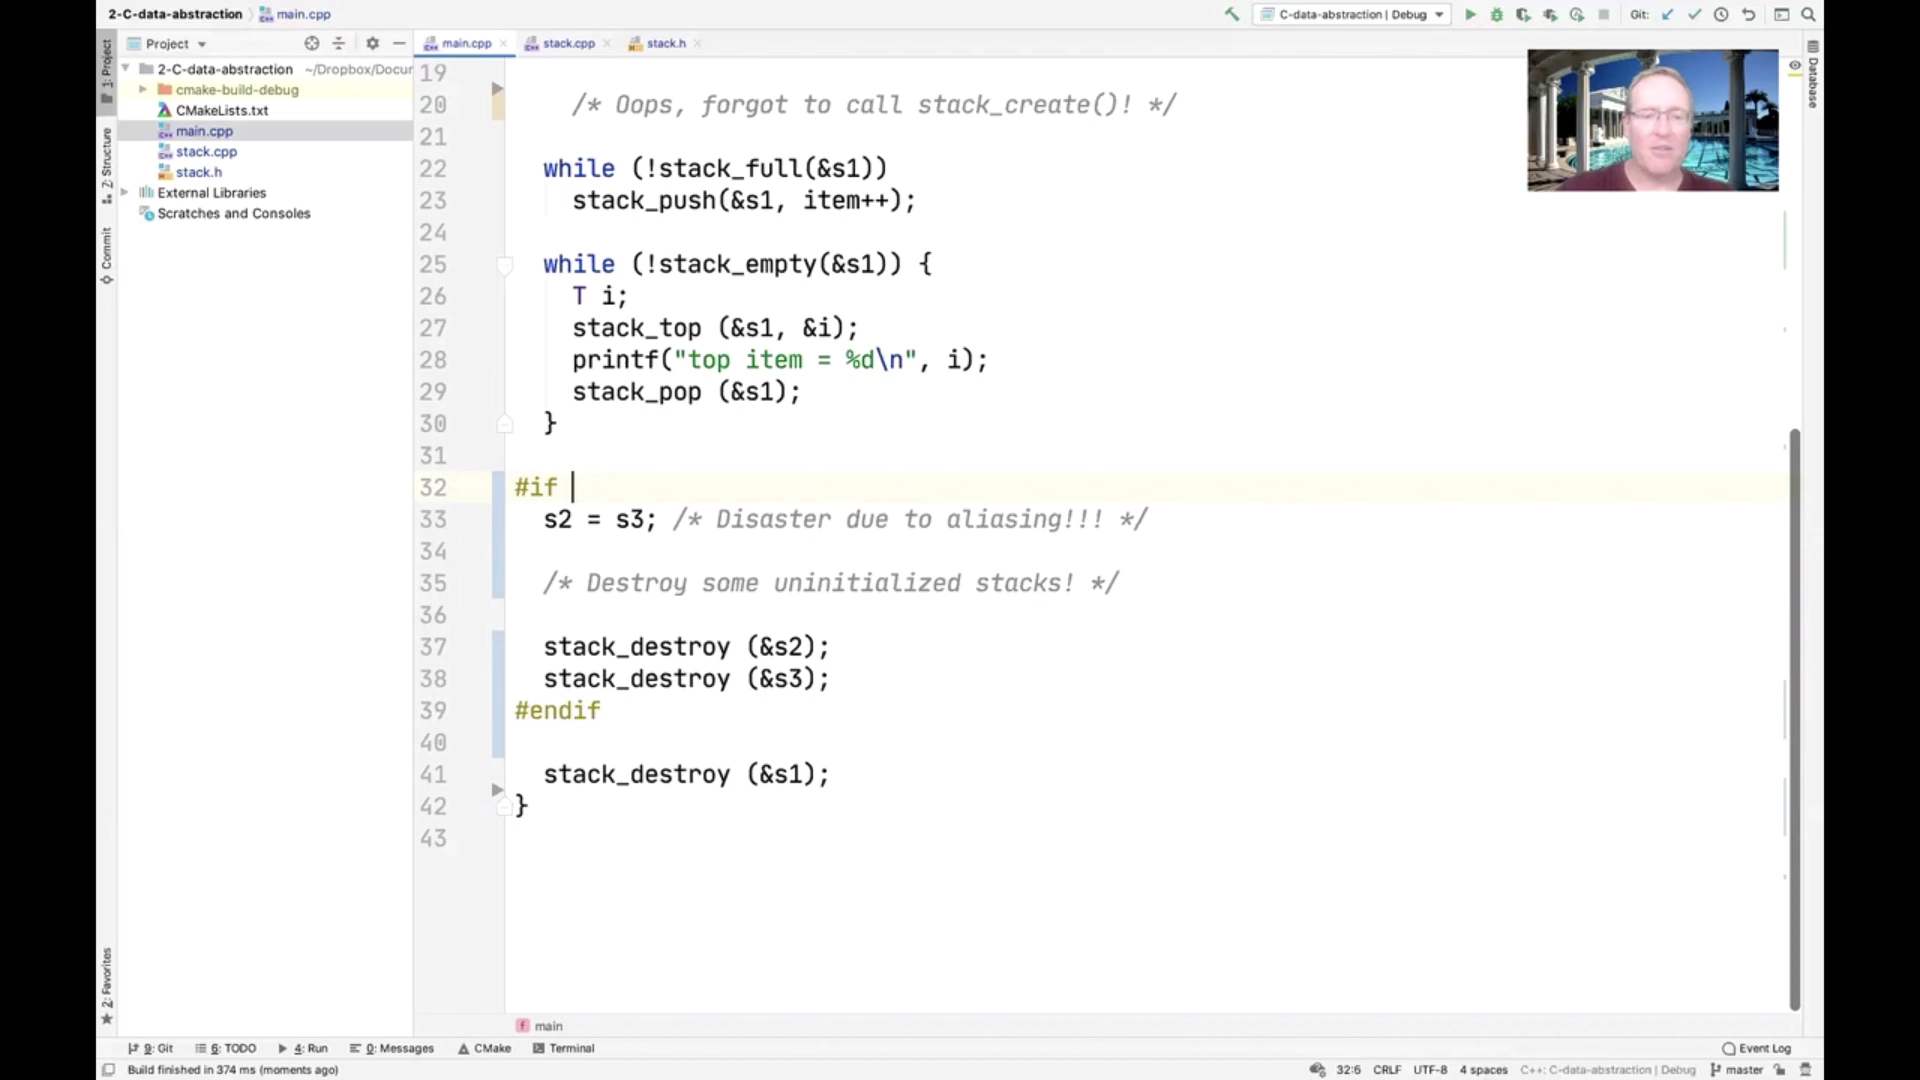 2-C-data-abstraction main.cpp
C-data-abstraction | Debug
Git:
1: Project
Z: Structure
Commit
2: Favorites
Project
2-C-data-abstraction ~/Dropbox/Docur
cmake-build-debug
CMakeLists.txt
main.cpp
stack.cpp
stack.h
External Libraries
Scratches and Consoles
main.cpp stack.cpp stack.h
Database
19
20 /* Oops, forgot to call stack_create()! */
21
22 while (!stack_full(&s1))
23 stack_push(&s1, item++);
24
25 while (!stack_empty(&s1)) {
26 T i;
27 stack_top (&s1, &i);
28 printf("top item = %d\n", i);
29 stack_pop (&s1);
30 }
31
32 #if
33 s2 = s3; /* Disaster due to aliasing!!! */
34
35 /* Destroy some uninitialized stacks! */
36
37 stack_destroy (&s2);
38 stack_destroy (&s3);
39 #endif
40
41 stack_destroy (&s1);
42 }
43
f main
9: Git 6: TODO 4: Run 0: Messages CMake Terminal Event Log
Build finished in 374 ms (moments ago) 32:6 CRLF UTF-8 4 spaces C++: C-data-abstraction | Debug master